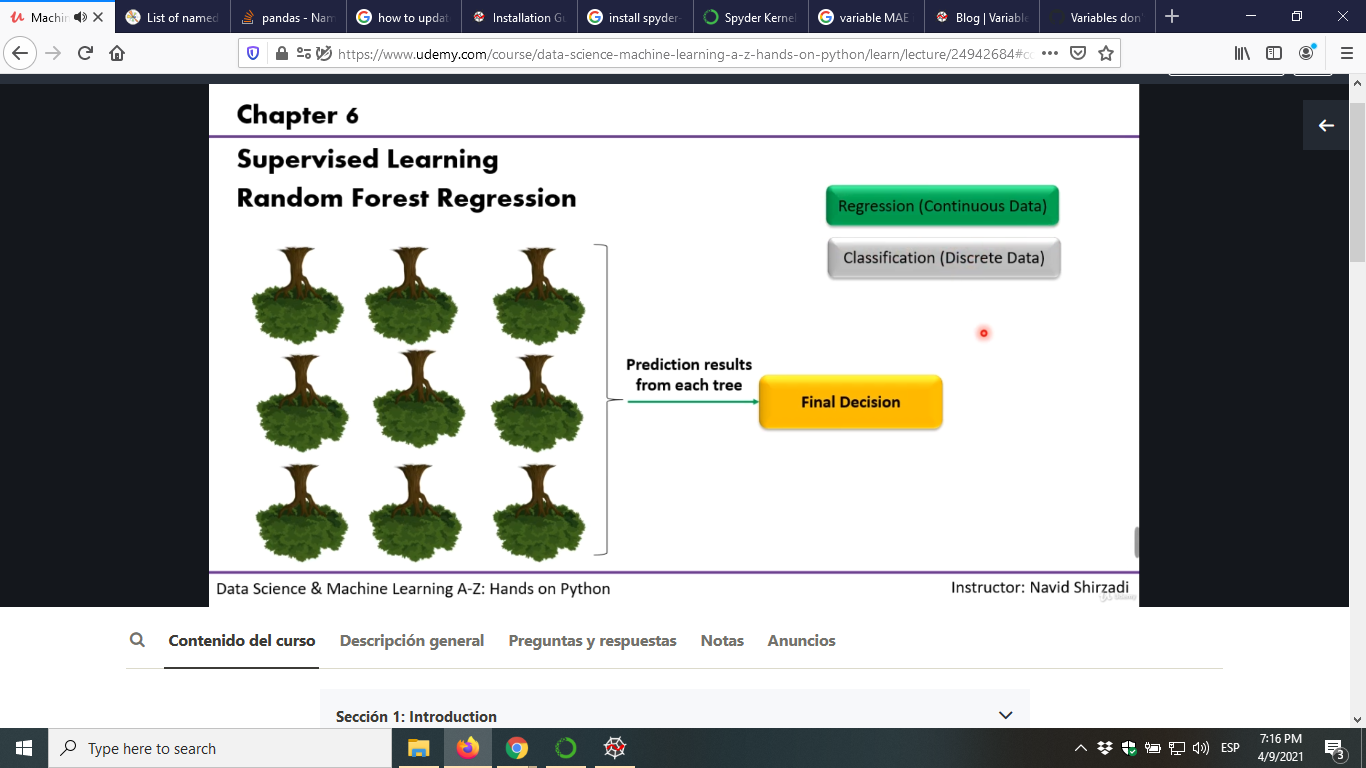 Machin
List of named
pandas - Nam
how to updat
Installation Gu
install spyder-
Spyder Kernel
variable MAE
Blog | Variable
Variables don'
https://www.udemy.com/course/data-science-machine-learning-a-z-hands-on-python/learn/lecture/24942684#co
Chapter 6
Supervised Learning
Random Forest Regression
Regression (Continuous Data)
Classification (Discrete Data)
Prediction results
from each tree
Final Decision
Data Science & Machine Learning A-Z: Hands on Python
Instructor: Navid Shirzadi
Contenido del curso
Descripción general
Preguntas y respuestas
Notas
Anuncios
Sección 1: Introduction
Type here to search
ESP
7:16 PM
4/9/2021
3